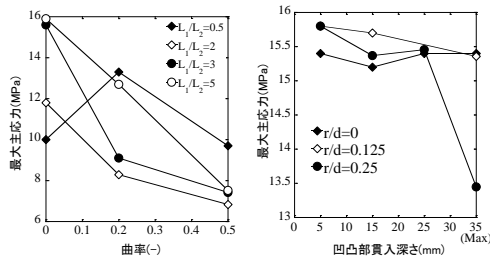 最大主応力(MPa)
16
14
12
10
8
6
0
0.1
0.2
0.3
0.4
0.5
曲率(-)
L₁/L₂=0.5
L₁/L₂=2
L₁/L₂=3
L₁/L₂=5
最大主応力(MPa)
16
15.5
15
14.5
14
13.5
13
0
5
10
15
20
25
30
35
(Max)
凹凸部貫入深さ(mm)
r/d=0
r/d=0.125
r/d=0.25